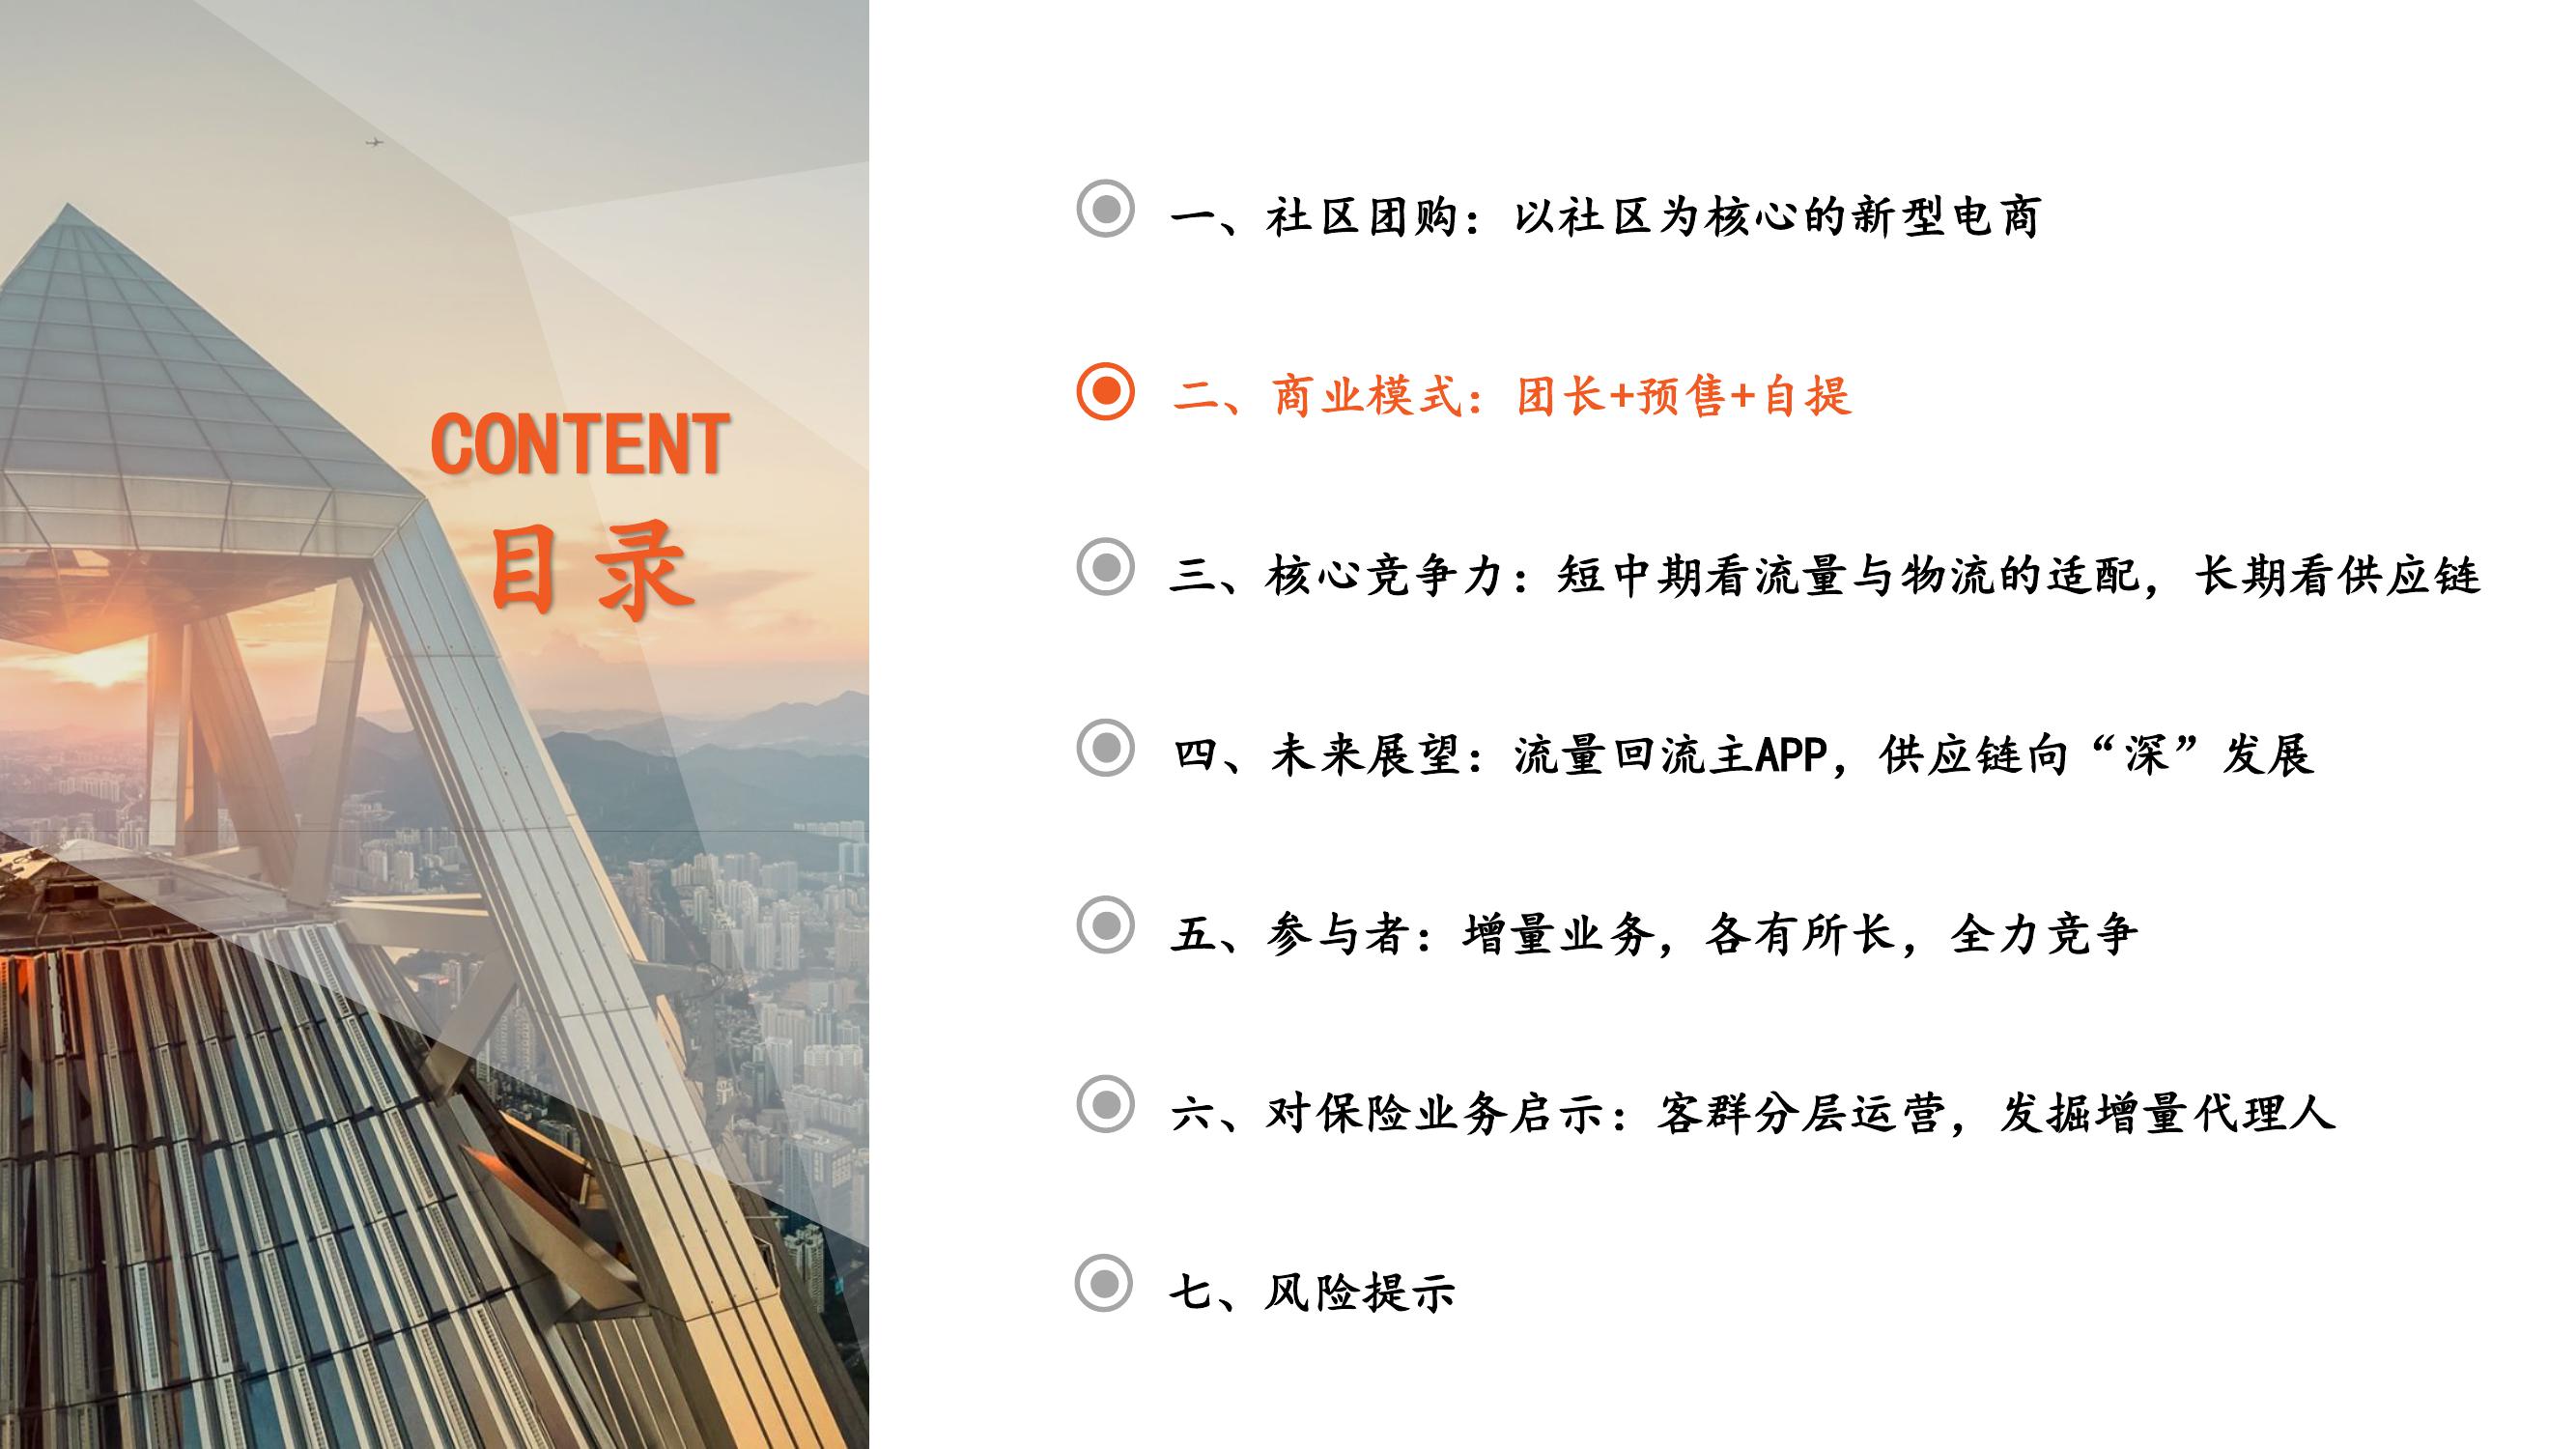 CONTENT
目录
一、社区团购：以社区为核心的新型电商
二、商业模式：团长+预售+自提
三、核心竞争力：短中期看流量与物流的适配，长期看供应链
四、未来展望：流量回流主APP，供应链向“深”发展
五、参与者：增量业务，各有所长，全力竞争
六、对保险业务启示：客群分层运营，发掘增量代理人
七、风险提示